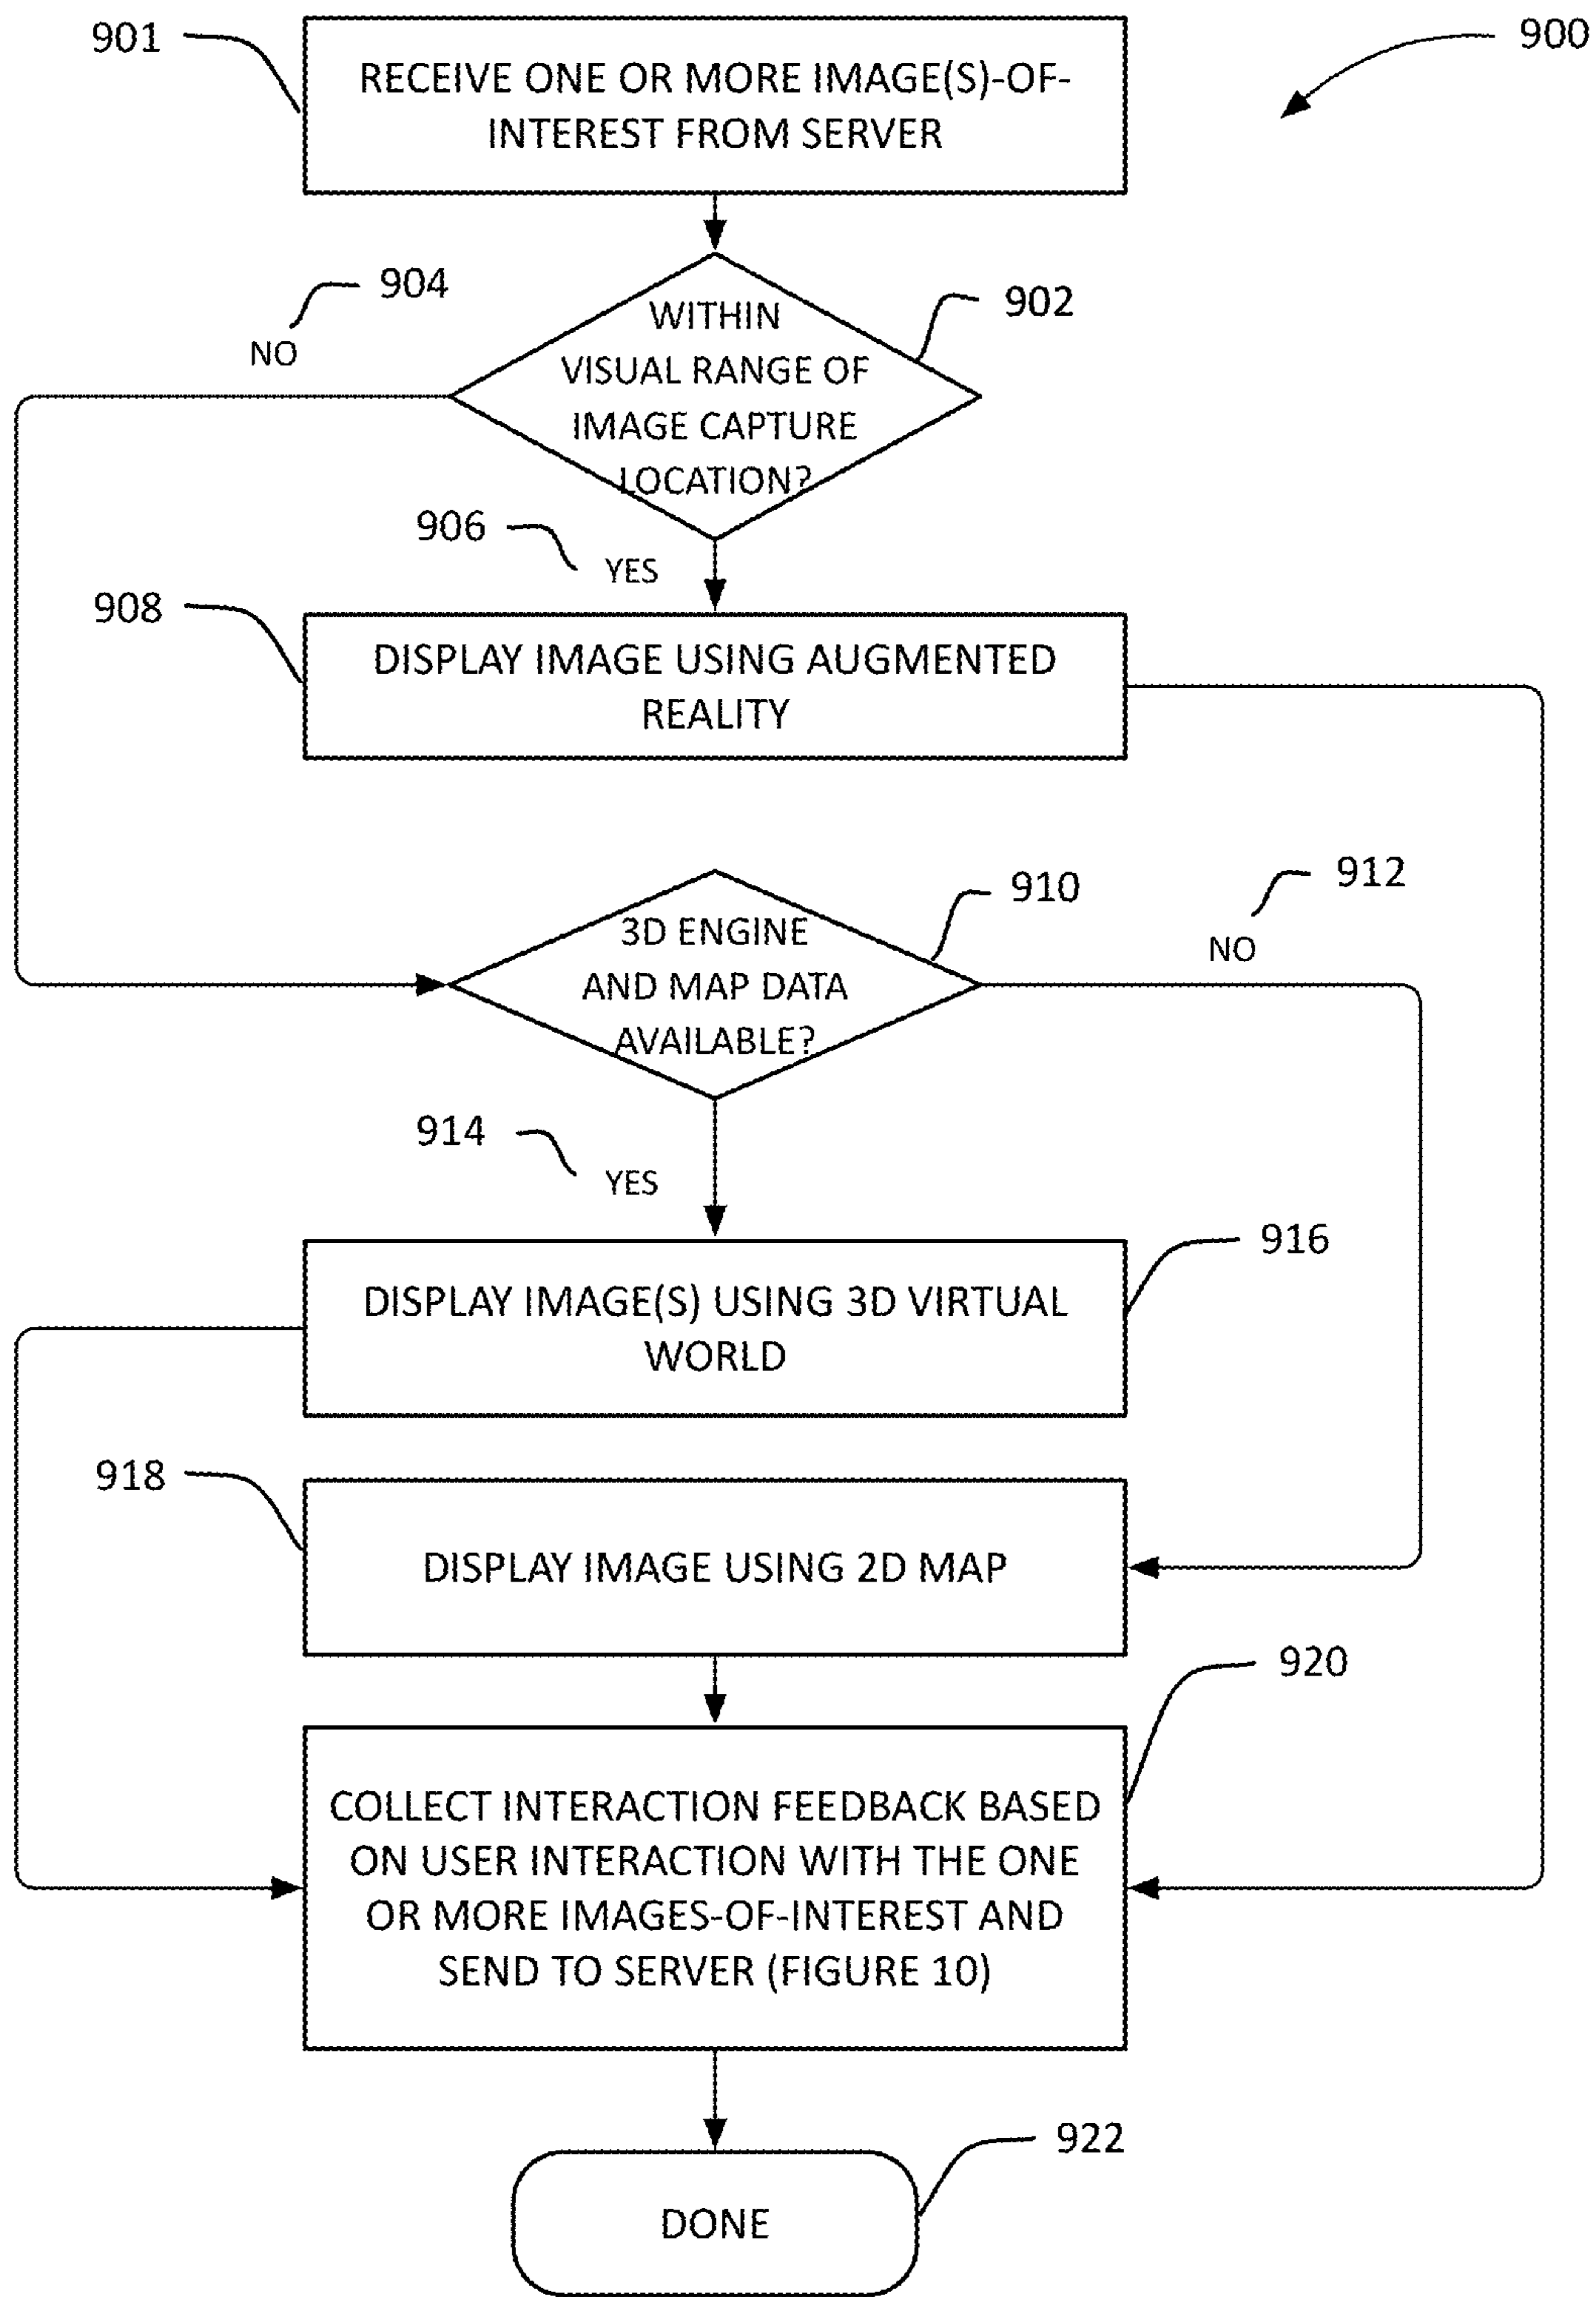 901
900
RECEIVE ONE OR MORE IMAGE(S)-OF-
INTEREST FROM SERVER
904
NO
902
WITHIN
VISUAL RANGE OF
IMAGE CAPTURE
LOCATION?
906
YES
908
DISPLAY IMAGE USING AUGMENTED
REALITY
910
912
NO
3D ENGINE
AND MAP DATA
AVAILABLE?
914
YES
916
DISPLAY IMAGE(S) USING 3D VIRTUAL
WORLD
918
DISPLAY IMAGE USING 2D MAP
920
COLLECT INTERACTION FEEDBACK BASED
ON USER INTERACTION WITH THE ONE
OR MORE IMAGES-OF-INTEREST AND
SEND TO SERVER (FIGURE 10)
922
DONE